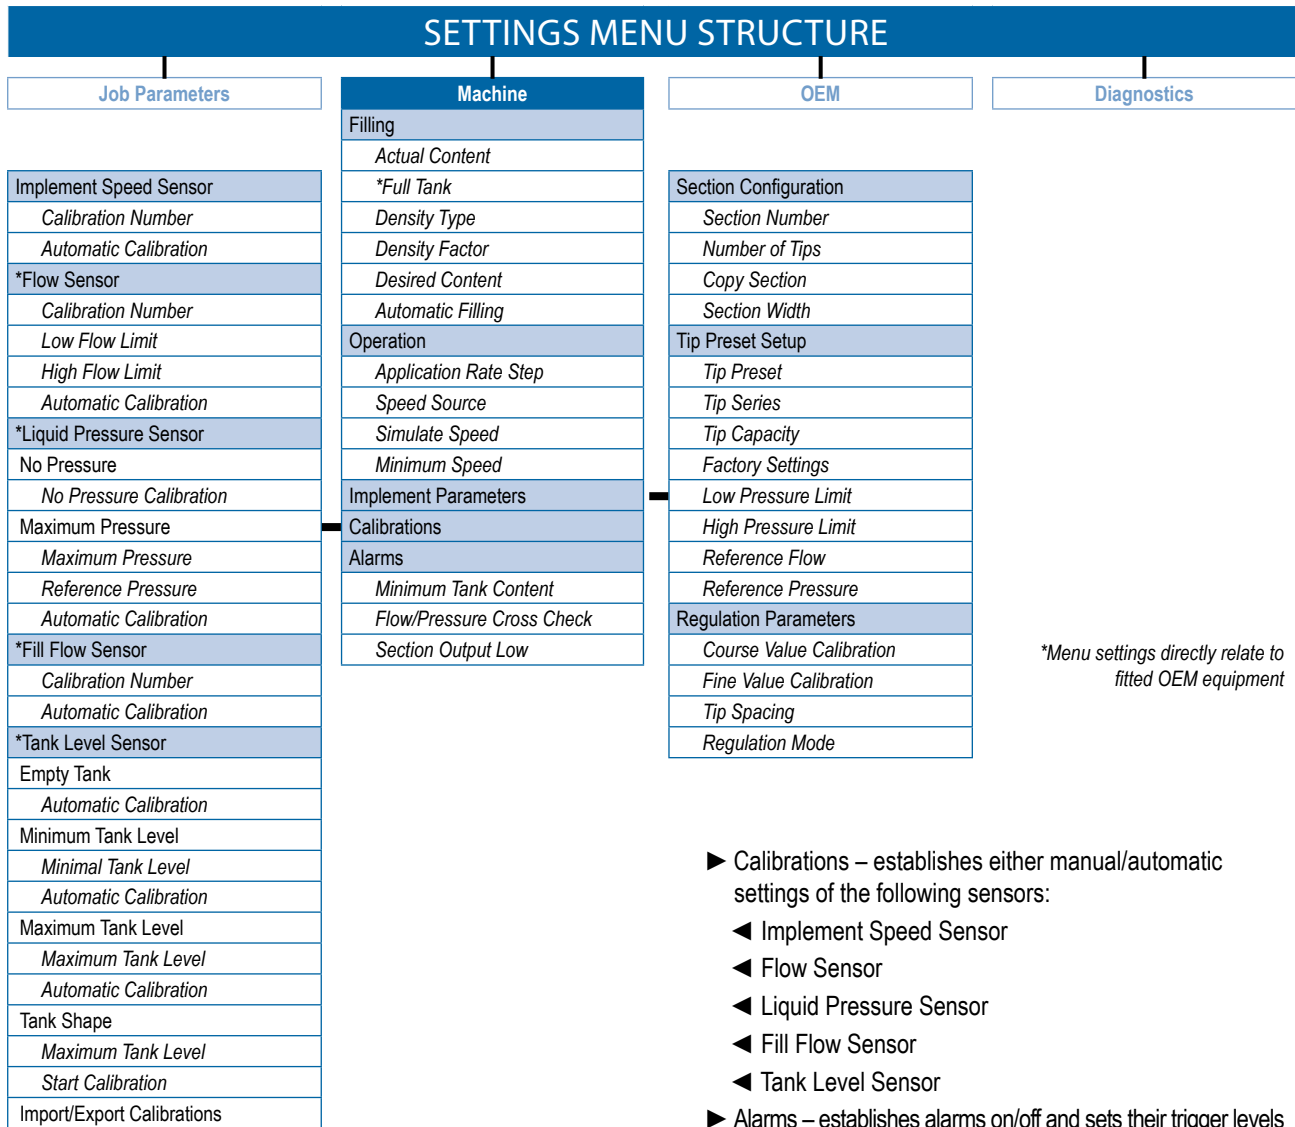 SETTINGS MENU STRUCTURE
Job Parameters
Machine
OEM
Diagnostics
Implement Speed Sensor
Calibration Number
Automatic Calibration
*Flow Sensor
Calibration Number
Low Flow Limit
High Flow Limit
Automatic Calibration
*Liquid Pressure Sensor
No Pressure
No Pressure Calibration
Maximum Pressure
Maximum Pressure
Reference Pressure
Automatic Calibration
*Fill Flow Sensor
Calibration Number
Automatic Calibration
*Tank Level Sensor
Empty Tank
Automatic Calibration
Minimum Tank Level
Minimal Tank Level
Automatic Calibration
Maximum Tank Level
Maximum Tank Level
Automatic Calibration
Tank Shape
Maximum Tank Level
Start Calibration
Import/Export Calibrations
Filling
Actual Content
*Full Tank
Density Type
Density Factor
Desired Content
Automatic Filling
Operation
Application Rate Step
Speed Source
Simulate Speed
Minimum Speed
Implement Parameters
Calibrations
Alarms
Minimum Tank Content
Flow/Pressure Cross Check
Section Output Low
Section Configuration
Section Number
Number of Tips
Copy Section
Section Width
Tip Preset Setup
Tip Preset
Tip Series
Tip Capacity
Factory Settings
Low Pressure Limit
High Pressure Limit
Reference Flow
Reference Pressure
Regulation Parameters
Course Value Calibration
Fine Value Calibration
Tip Spacing
Regulation Mode
*Menu settings directly relate to
fitted OEM equipment
► Calibrations – establishes either manual/automatic
settings of the following sensors:
◄ Implement Speed Sensor
◄ Flow Sensor
◄ Liquid Pressure Sensor
◄ Fill Flow Sensor
◄ Tank Level Sensor
► Alarms – establishes alarms on/off and sets their trigger levels